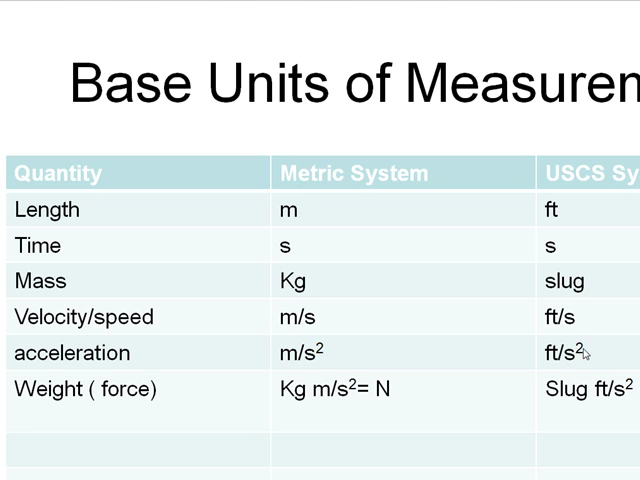 Base Units of Measurem
Quantity Metric System USCS Sy
Length m ft
Time s s
Mass Kg slug
Velocity/speed m/s ft/s
acceleration m/s² ft/s²
Weight ( force) Kg m/s²= N Slug ft/s²